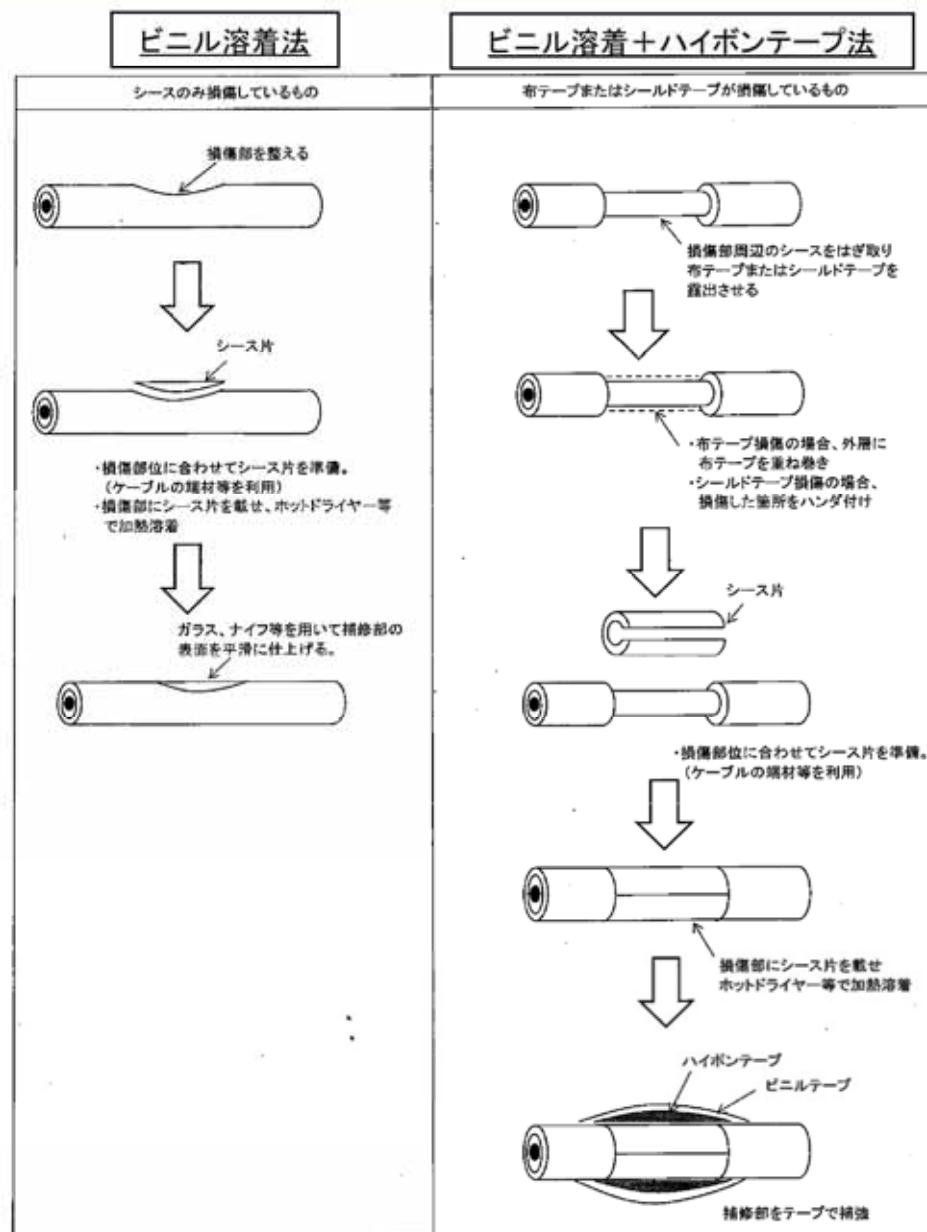 ビニル溶着法
シースのみ損傷しているもの
損傷部を整える
シース片
・損傷部位に合わせてシース片を準備。
(ケーブルの端材等を利用)
・損傷部にシース片を載せ、ホットドライヤー等
で加熱溶着
ガラス、ナイフ等を用いて補修部の
表面を平滑に仕上げる。
ビニル溶着＋ハイボンテープ法
布テープまたはシールドテープが損傷しているもの
損傷部周辺のシースをはぎ取り
布テープまたはシールドテープを
露出させる
・布テープ損傷の場合、外層に
布テープを重ね巻き
・シールドテープ損傷の場合、
損傷した箇所をハンダ付け
シース片
・損傷部位に合わせてシース片を準備。
(ケーブルの端材等を利用)
損傷部にシース片を載せ
ホットドライヤー等で加熱溶着
ハイボンテープ
ビニルテープ
補修部をテープで補強